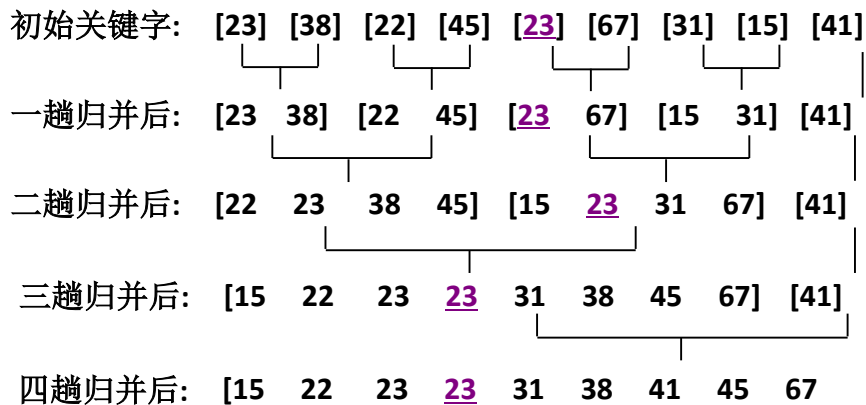 初始关键字: [23] [38] [22] [45] [23] [67] [31] [15] [41]
一趟归并后: [23 38] [22 45] [23 67] [15 31] [41]
二趟归并后: [22 23 38 45] [15 23 31 67] [41]
三趟归并后: [15 22 23 23 31 38 45 67] [41]
四趟归并后: [15 22 23 23 31 38 41 45 67